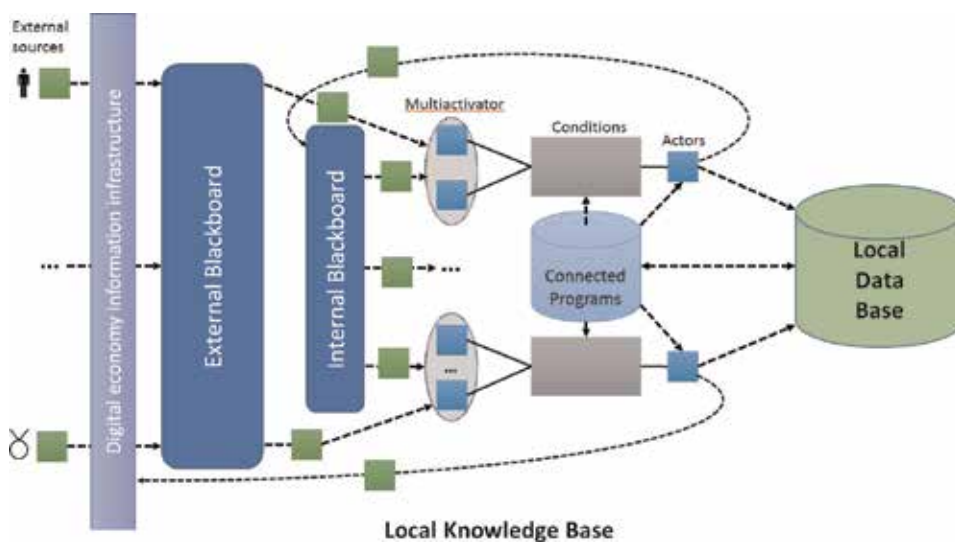 External
sources
Digital economy information infrastructure
External Blackboard
Internal Blackboard
Multiactivator
Conditions
Actors
...
...
...
Connected
Programs
Local
Data
Base
Local Knowledge Base